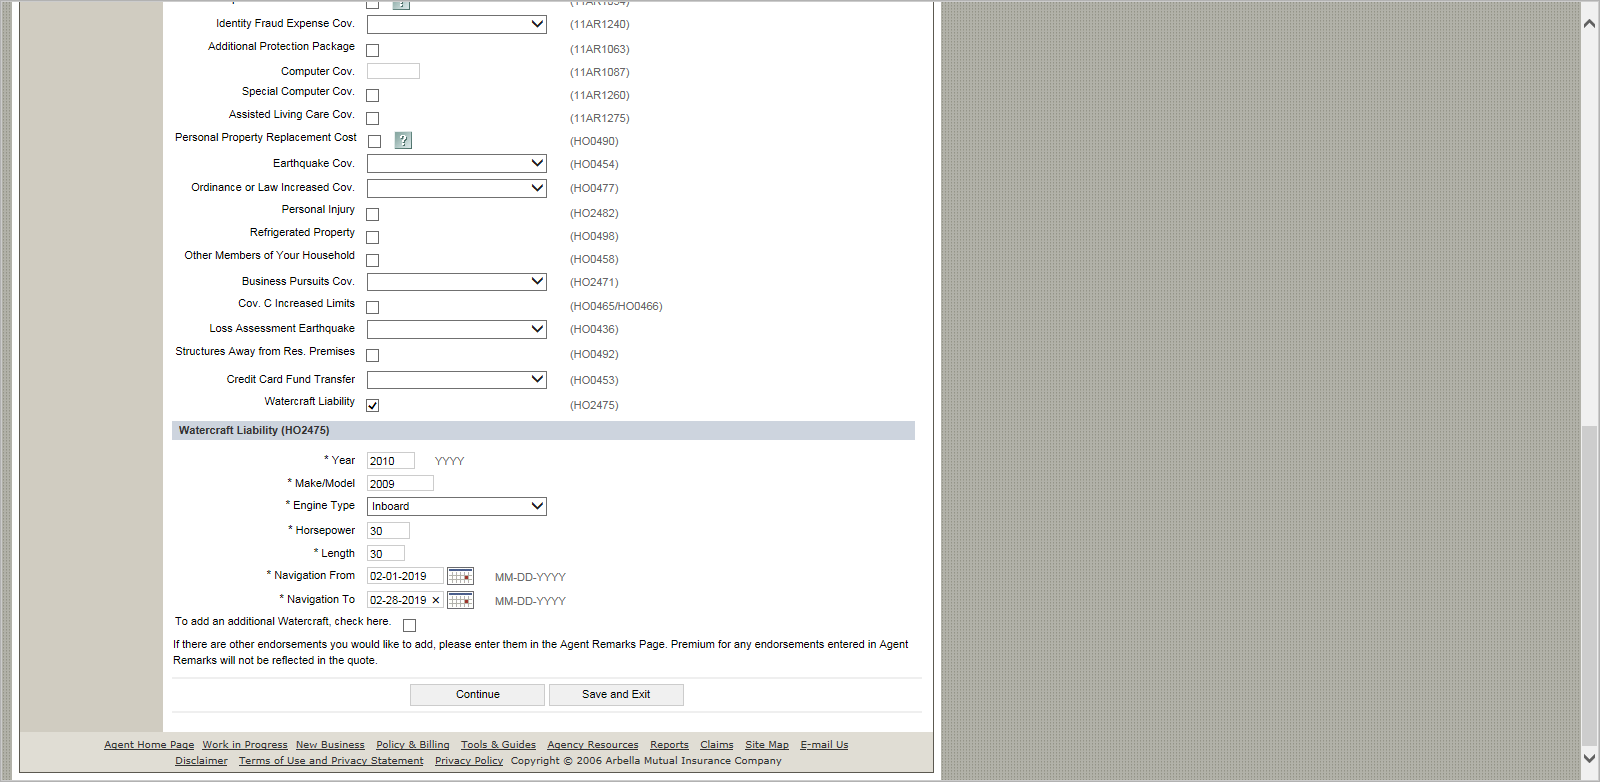 Identity Fraud Expense Cov. (11AR1240)
Additional Protection Package (11AR1063)
Computer Cov. (11AR1087)
Special Computer Cov. (11AR1260)
Assisted Living Care Cov. (11AR1275)
Personal Property Replacement Cost ? (HO0490)
Earthquake Cov. (HO0454)
Ordinance or Law Increased Cov. (HO0477)
Personal Injury (HO2482)
Refrigerated Property (HO0498)
Other Members of Your Household (HO0458)
Business Pursuits Cov. (HO2471)
Cov. C Increased Limits (HO0465/HO0466)
Loss Assessment Earthquake (HO0436)
Structures Away from Res. Premises (HO0492)
Credit Card Fund Transfer (HO0453)
Watercraft Liability (HO2475)
Watercraft Liability (HO2475)
* Year 2010 YYYY
* Make/Model 2009
* Engine Type Inboard
* Horsepower 30
* Length 30
* Navigation From 02-01-2019 MM-DD-YYYY
* Navigation To 02-28-2019 × MM-DD-YYYY
To add an additional Watercraft, check here.
If there are other endorsements you would like to add, please enter them in the Agent Remarks Page. Premium for any endorsements entered in Agent
Remarks will not be reflected in the quote.
Continue Save and Exit
Agent Home Page Work in Progress New Business Policy & Billing Tools & Guides Agency Resources Reports Claims Site Map E-mail Us
Disclaimer Terms of Use and Privacy Statement Privacy Policy Copyright © 2006 Arbella Mutual Insurance Company